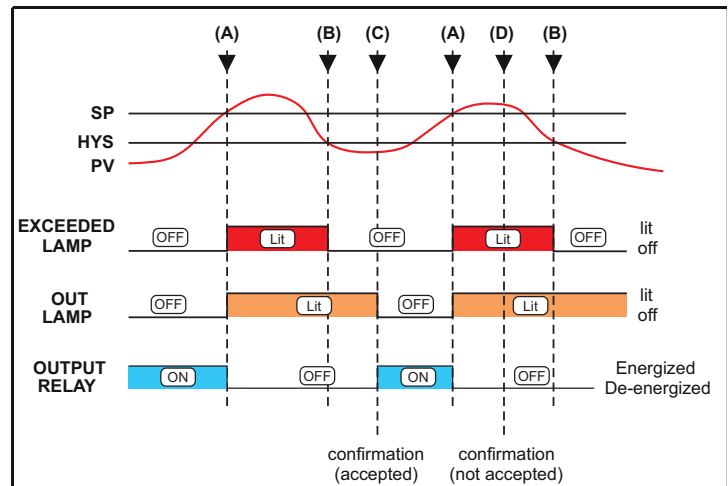 (A) (B) (C) (A) (D) (B)
SP
HYS
PV
EXCEEDED
LAMP
OFF Lit OFF Lit OFF
lit
off
OUT
LAMP
OFF Lit OFF Lit
lit
off
OUTPUT
RELAY
ON OFF ON OFF
Energized
De-energized
confirmation
(accepted)
confirmation
(not accepted)